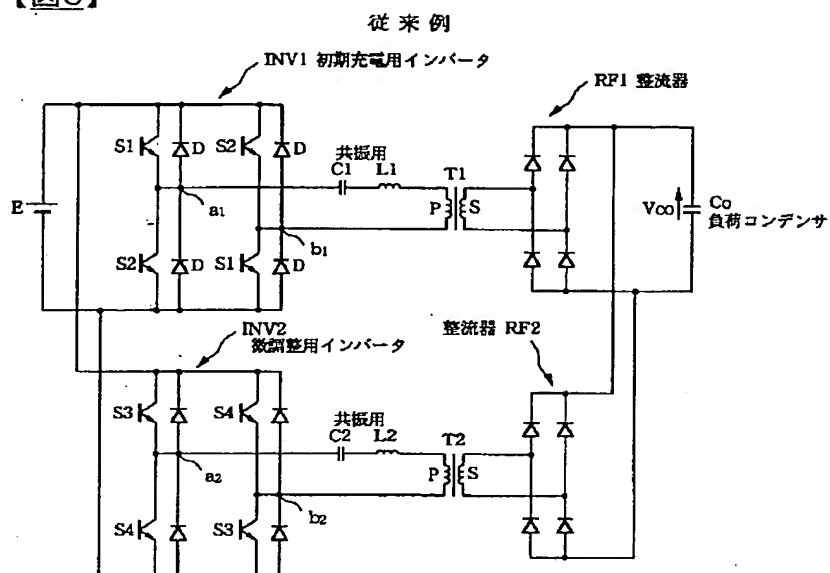 従来例
INV1 初期充電用インバータ
RF1 整流器
S1
D
S2
D
共振用
C1
L1
T1
E
a1
P
S
Vco
Co
負荷コンデンサ
S2
D
S1
D
b1
INV2
微調整用インバータ
整流器 RF2
S3
S4
共振用
C2
L2
T2
a2
P
S
S4
S3
b2